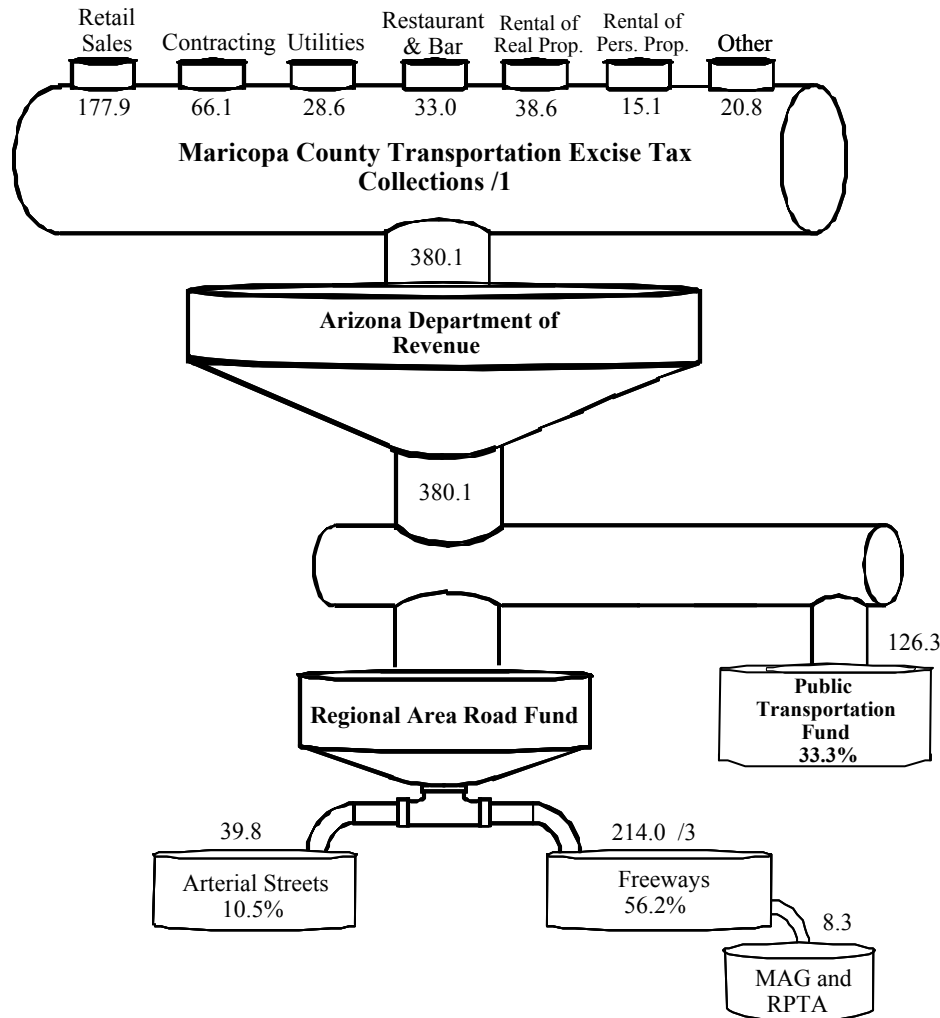 Retail
Sales
Contracting
Utilities
Restaurant
& Bar
Rental of
Real Prop.
Rental of
Pers. Prop.
Other
177.9
66.1
28.6
33.0
38.6
15.1
20.8
Maricopa County Transportation Excise Tax
Collections /1
380.1
Arizona Department of
Revenue
380.1
126.3
Public
Transportation
Fund
33.3%
Regional Area Road Fund
39.8
214.0 /3
Arterial Streets
10.5%
Freeways
56.2%
8.3
MAG and
RPTA